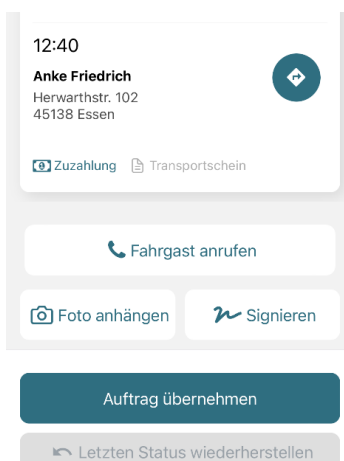 12:40
Anke Friedrich
Herwarthstr. 102
45138 Essen
Zuzahlung Transportschein
Fahrgast anrufen
Foto anhängen Signieren
Auftrag übernehmen
Letzten Status wiederherstellen